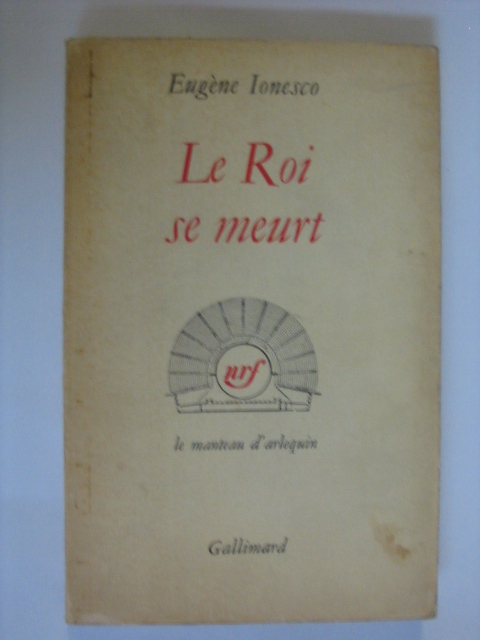 Eugène Ionesco
Le Roi
se meurt
nrf
le manteau d'arlequin
Gallimard